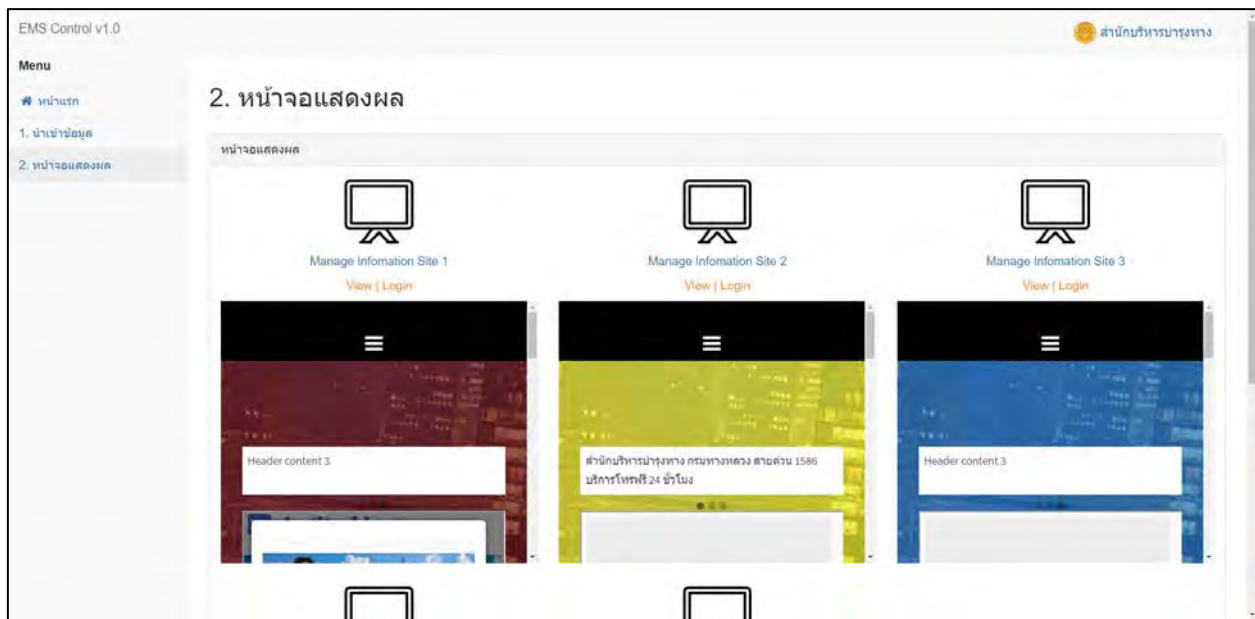 EMS Control v1.0
สำนักบริหารบำรุงทาง
Menu
หน้าแรก
1. นำเข้าข้อมูล
2. หน้าจอแสดงผล
2. หน้าจอแสดงผล
หน้าจอแสดงผล
Manage Infomation Site 1
View | Login
Header content 3
Manage Infomation Site 2
View | Login
สำนักบริหารบำรุงทาง กรมทางหลวง สายด่วน 1586
บริการโทรฟรี 24 ชั่วโมง
Manage Infomation Site 3
View | Login
Header content 3